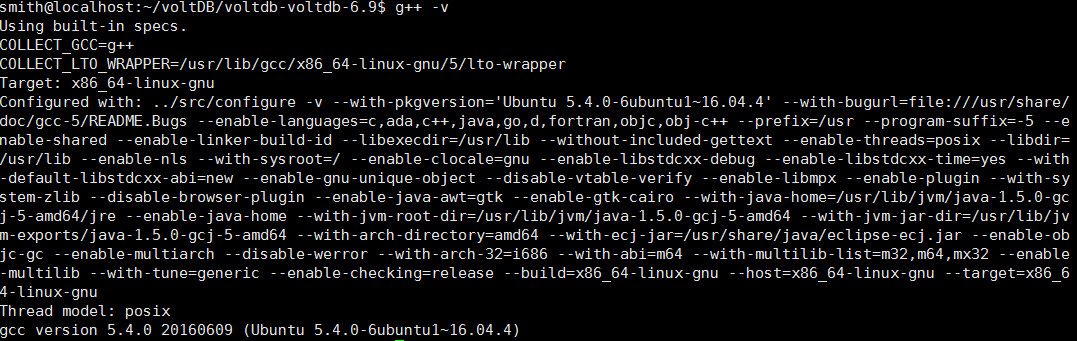 smith@localhost:~/voltDB/voltdb-voltdb-6.9$ g++ -v
Using built-in specs.
COLLECT_GCC=g++
COLLECT_LTO_WRAPPER=/usr/lib/gcc/x86_64-linux-gnu/5/lto-wrapper
Target: x86_64-linux-gnu
Configured with: ../src/configure -v --with-pkgversion='Ubuntu 5.4.0-6ubuntu1~16.04.4' --with-bugurl=file:///usr/share/
doc/gcc-5/README.Bugs --enable-languages=c,ada,c++,java,go,d,fortran,objc,obj-c++ --prefix=/usr --program-suffix=-5 --e
nable-shared --enable-linker-build-id --libexecdir=/usr/lib --without-included-gettext --enable-threads=posix --libdir=
/usr/lib --enable-nls --with-sysroot=/ --enable-clocale=gnu --enable-libstdcxx-debug --enable-libstdcxx-time=yes --with
-default-libstdcxx-abi=new --enable-gnu-unique-object --disable-vtable-verify --enable-libmpx --enable-plugin --with-sy
stem-zlib --disable-browser-plugin --enable-java-awt=gtk --enable-gtk-cairo --with-java-home=/usr/lib/jvm/java-1.5.0-gc
j-5-amd64/jre --enable-java-home --with-jvm-root-dir=/usr/lib/jvm/java-1.5.0-gcj-5-amd64 --with-jvm-jar-dir=/usr/lib/jv
m-exports/java-1.5.0-gcj-5-amd64 --with-arch-directory=amd64 --with-ecj-jar=/usr/share/java/eclipse-ecj.jar --enable-ob
jc-gc --enable-multiarch --disable-werror --with-arch-32=i686 --with-abi=m64 --with-multilib-list=m32,m64,mx32 --enable
-multilib --with-tune=generic --enable-checking=release --build=x86_64-linux-gnu --host=x86_64-linux-gnu --target=x86_6
4-linux-gnu
Thread model: posix
gcc version 5.4.0 20160609 (Ubuntu 5.4.0-6ubuntu1~16.04.4)